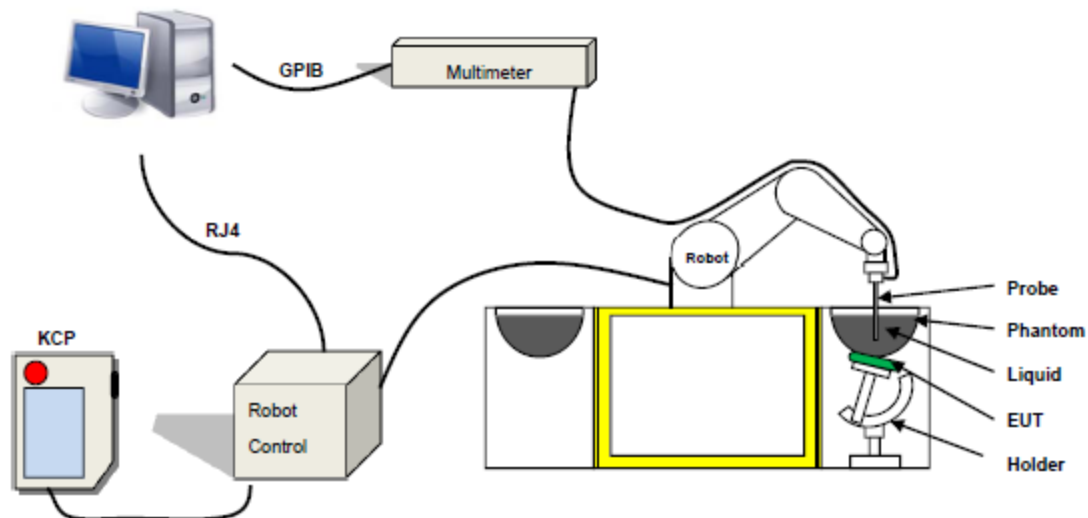 GPIB
Multimeter
RJ4
Robot
KCP
Robot
Control
Probe
Phantom
Liquid
EUT
Holder